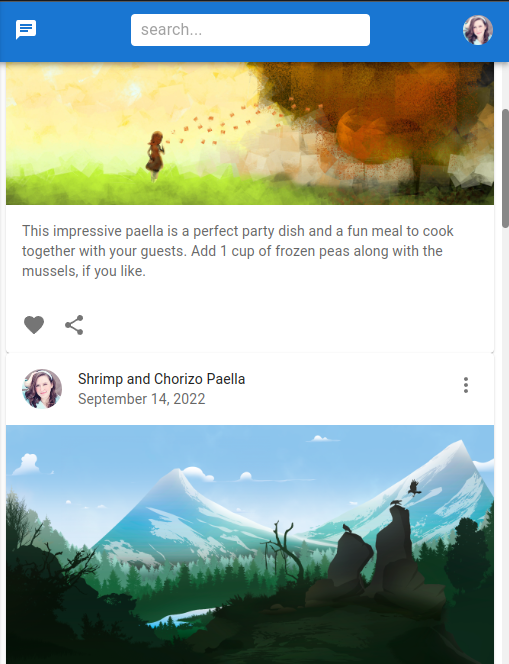 search...
This impressive paella is a perfect party dish and a fun meal to cook
together with your guests. Add 1 cup of frozen peas along with the
mussels, if you like.
Shrimp and Chorizo Paella
September 14, 2022